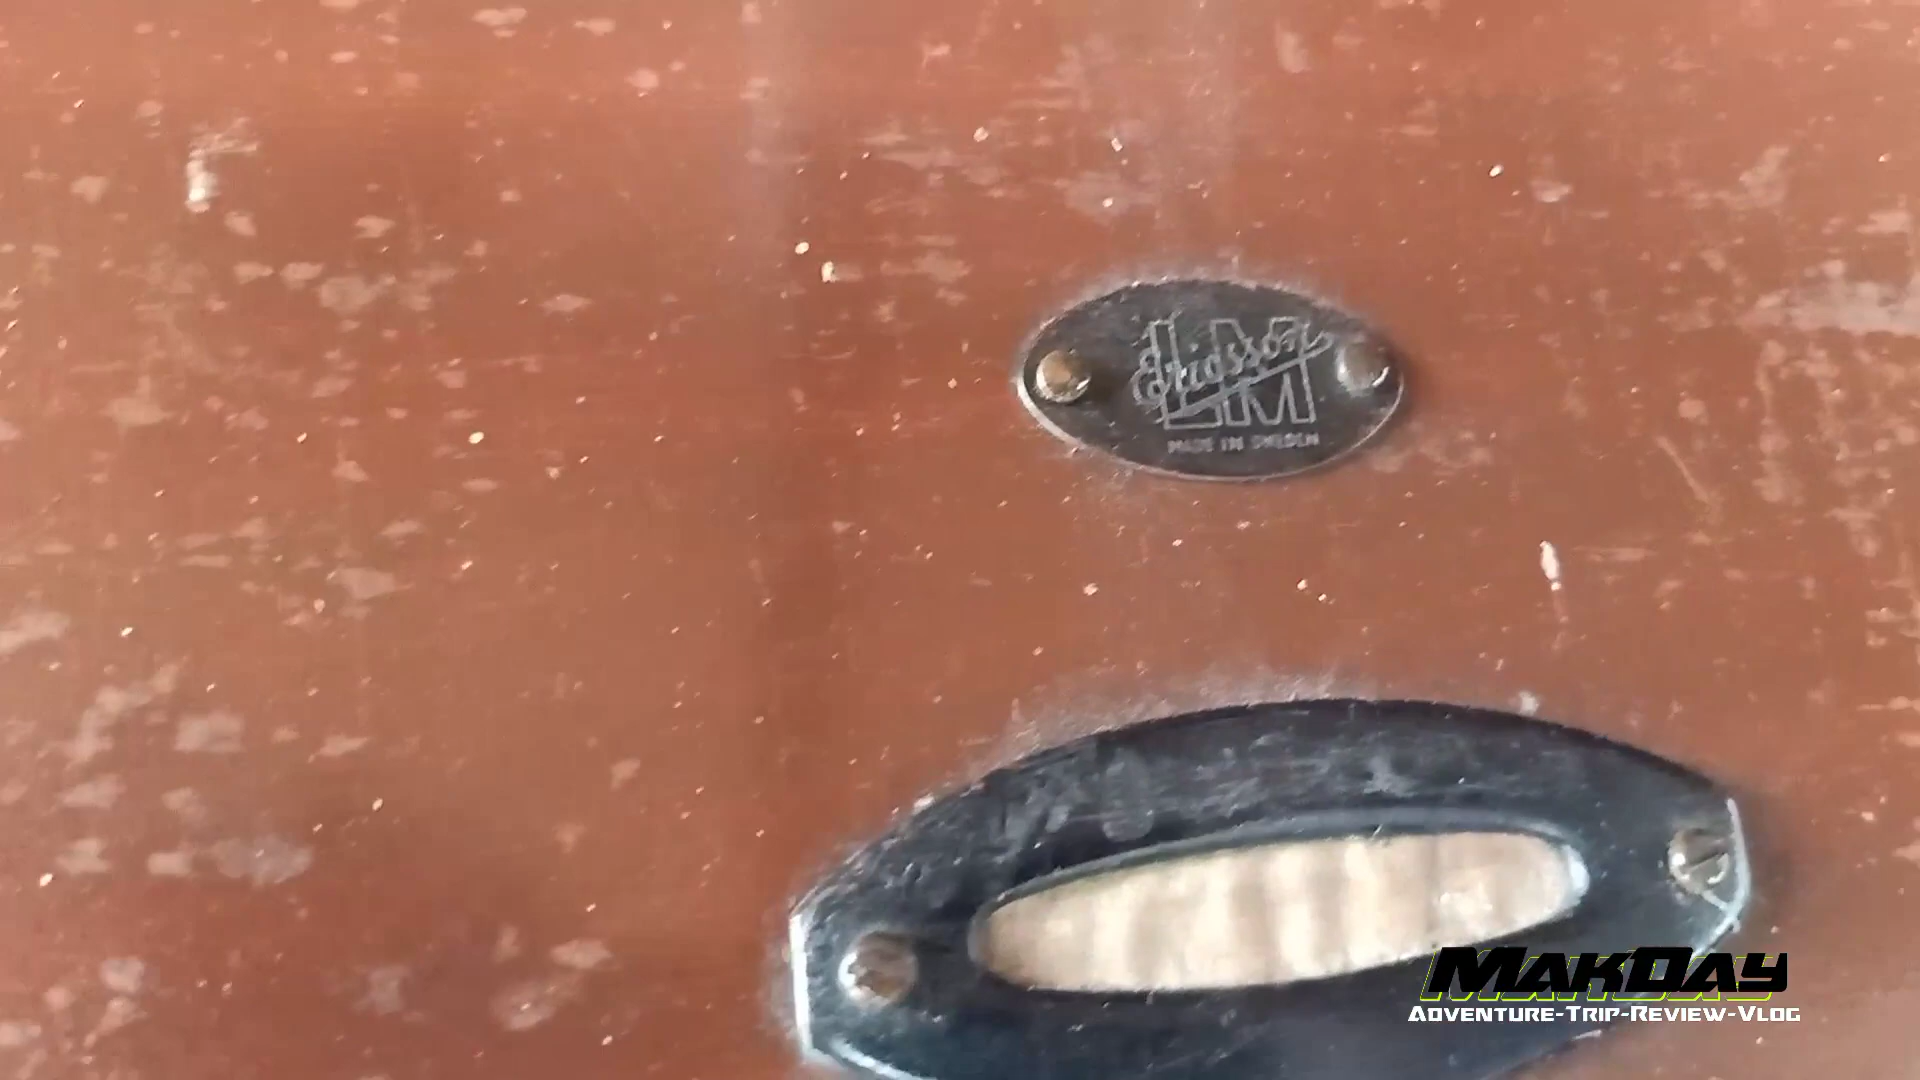 LM
Ericsson
MADE IN SWEDEN
MAKDAY
ADVENTURE-TRIP-REVIEW-VLOG